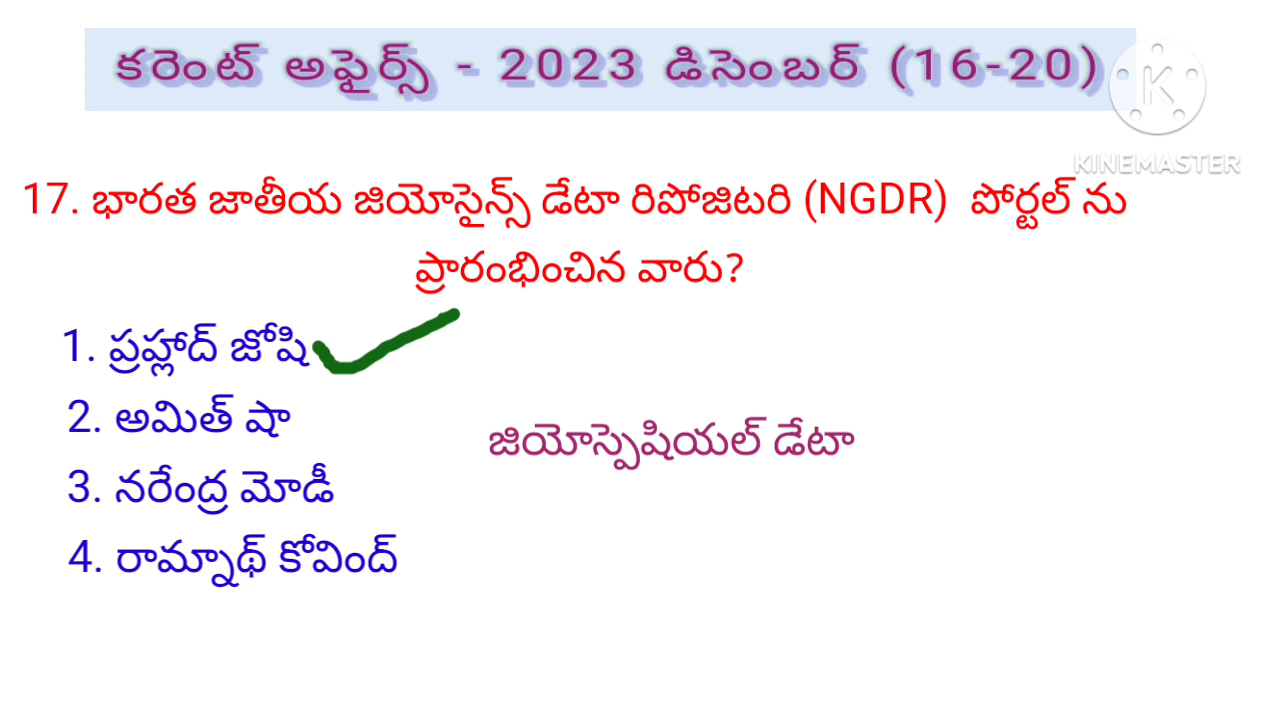 కరెంట్ అఫైర్స్ - 2023 డిసెంబర్ (16-20)
KINEMASTER
17. భారత జాతీయ జియోసైన్స్ డేటా రిపోజిటరి (NGDR) పోర్టల్ ను
ప్రారంభించిన వారు?
1. ప్రహ్లాద్ జోషి
2. అమిత్ షా
జియోస్పెషియల్ డేటా
3. నరేంద్ర మోడీ
4. రామ్నాథ్ కోవింద్